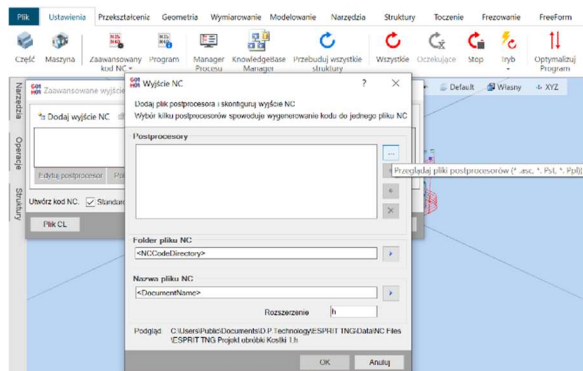 Plik Ustawienia Przekształcenia Geometria Wymiarowanie Modelowanie Narzędzia Struktury Toczenie Frezowanie FreeForm
Część Maszyna Zaawansowany kod NC Program Manager Procesu KnowledgeBase Manager Przebuduj wszystkie struktury Wszystkie Oczekujące Stop Tryb Optymalizuj Program
Narzędzia
Operacje
Struktury
Zaawansowane wyjście
Dodaj wyjście NC
Edytuj postprocesor
Utwórz kod NC.
Plik CL
Default Własny XYZ
Wyjście NC ? ×
Dodaj plik postprocesora i skonfiguruj wyjście NC
Wybór kilku postprocesorów spowoduje wygenerowanie kodu do jednego pliku NC
Postprocesory
...
Przeglądaj pliki postprocesorów (*.asc, *.Pst, *.Ppl)
Folder pliku NC
<NCCodeDirectory>
Nazwa pliku NC
<DocumentName>
Rozszerzenie h
Podgląd C:\Users\Public\Documents\D.P.Technology\ESPRIT TNG\Data\NC Files
\ESPRIT TNG Projekt obróbki Kostki 1.h
OK Anuluj